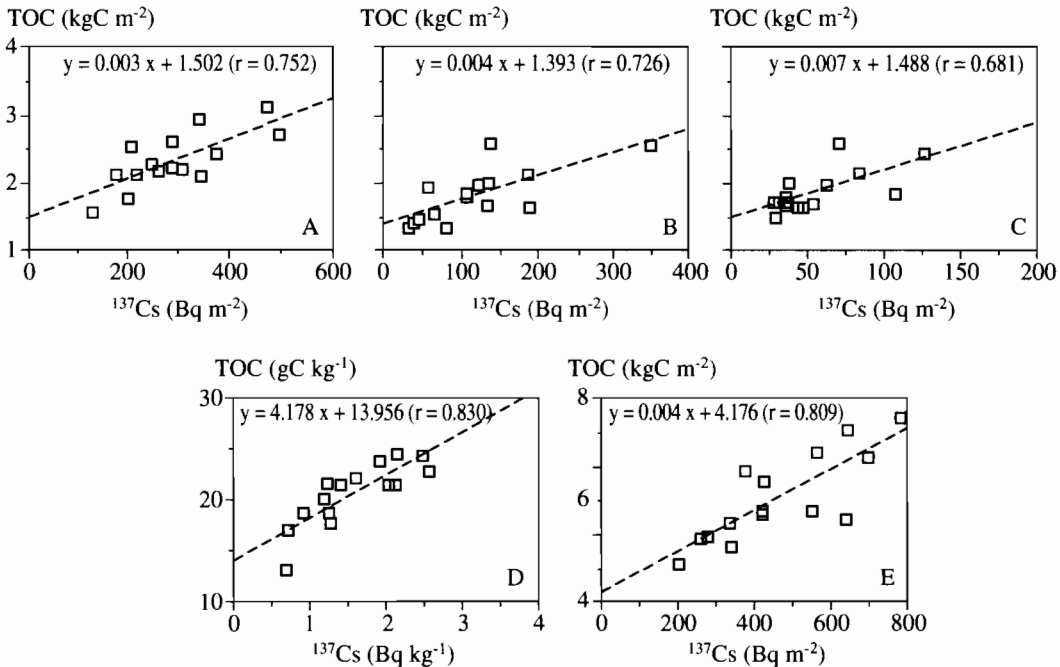 TOC (kgC m⁻²) TOC (kgC m⁻²) TOC (kgC m⁻²)
4
y = 0.003 x + 1.502 (r = 0.752)
3
2
A
1
0 200 400 600
¹³⁷Cs (Bq m⁻²)
y = 0.004 x + 1.393 (r = 0.726)
B
0 100 200 300 400
¹³⁷Cs (Bq m⁻²)
y = 0.007 x + 1.488 (r = 0.681)
C
0 50 100 150 200
¹³⁷Cs (Bq m⁻²)
TOC (gC kg⁻¹)
30
y = 4.178 x + 13.956 (r = 0.830)
20
D
10
0 1 2 3 4
¹³⁷Cs (Bq kg⁻¹)
TOC (kgC m⁻²)
8
y = 0.004 x + 4.176 (r = 0.809)
6
E
4
0 200 400 600 800
¹³⁷Cs (Bq m⁻²)